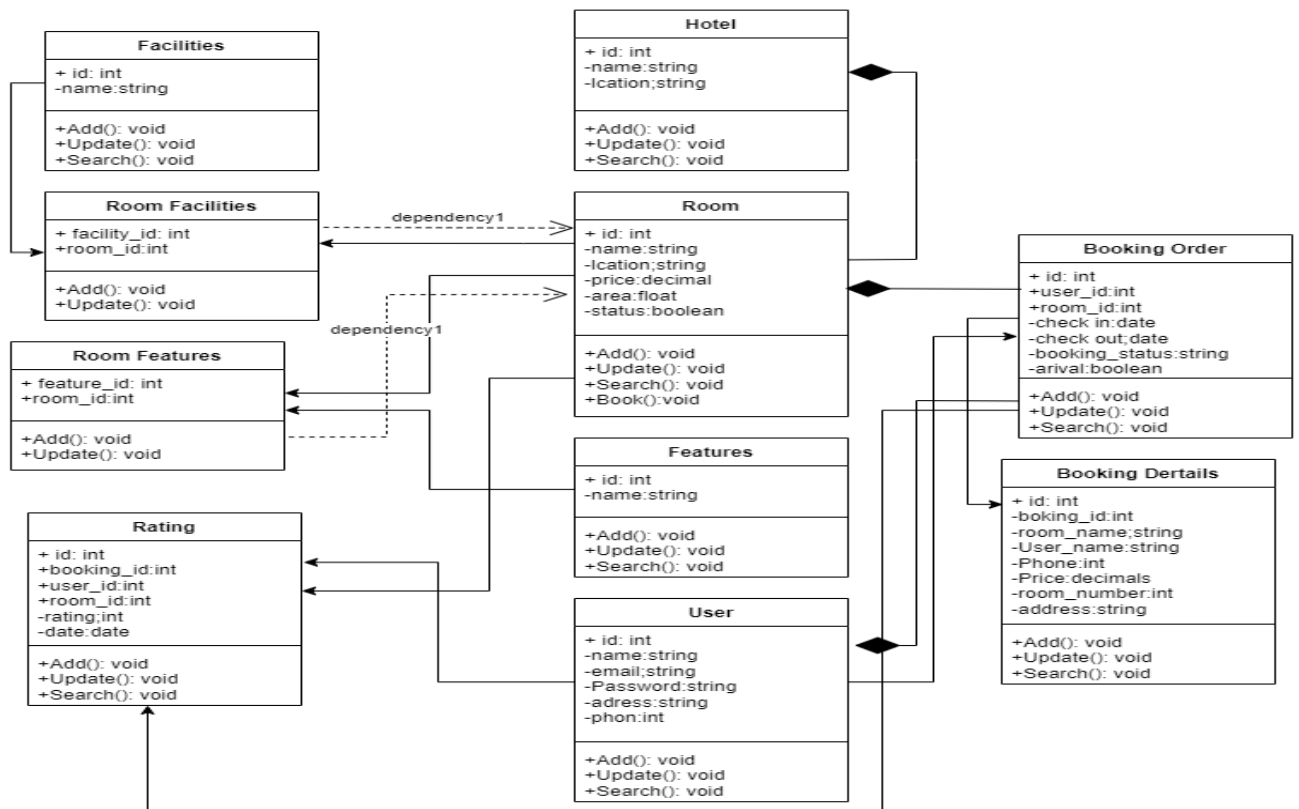 Facilities
+ id: int
-name:string
+Add(): void
+Update(): void
+Search(): void
Hotel
+ id: int
-name:string
-lcation;string
+Add(): void
+Update(): void
+Search(): void
Room Facilities
+ facility_id: int
+room_id:int
+Add(): void
+Update(): void
dependency1
Room
+ id: int
-name:string
-lcation;string
-price:decimal
-area:float
-status:boolean
+Add(): void
+Update(): void
+Search(): void
+Book():void
Booking Order
+ id: int
+user_id:int
+room_id:int
-check in:date
-check out;date
-booking_status:string
-arival:boolean
+Add(): void
+Update(): void
+Search(): void
dependency1
Room Features
+ feature_id: int
+room_id:int
+Add(): void
+Update(): void
Features
+ id: int
-name:string
+Add(): void
+Update(): void
+Search(): void
Booking Dertails
+ id: int
-boking_id:int
-room_name;string
-User_name:string
-Phone:int
-Price:decimals
-room_number:int
-address:string
+Add(): void
+Update(): void
+Search(): void
Rating
+ id: int
+booking_id:int
+user_id:int
+room_id:int
-rating;int
-date:date
+Add(): void
+Update(): void
+Search(): void
User
+ id: int
-name:string
-email;string
-Password:string
-adress:string
-phon:int
+Add(): void
+Update(): void
+Search(): void